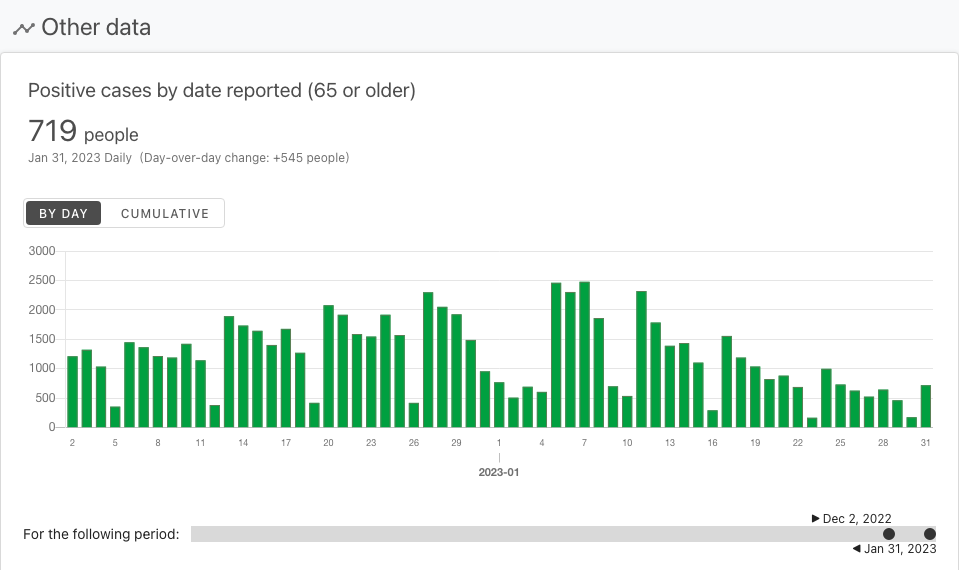 Other data
Positive cases by date reported (65 or older)
719 people
Jan 31, 2023 Daily (Day-over-day change: +545 people)
BY DAY CUMULATIVE
3000
2500
2000
1500
1000
500
0
2 5 8 11 14 17 20 23 26 29 1 4 7 10 13 16 19 22 25 28 31
2023-01
▶ Dec 2, 2022
For the following period:
◀ Jan 31, 2023